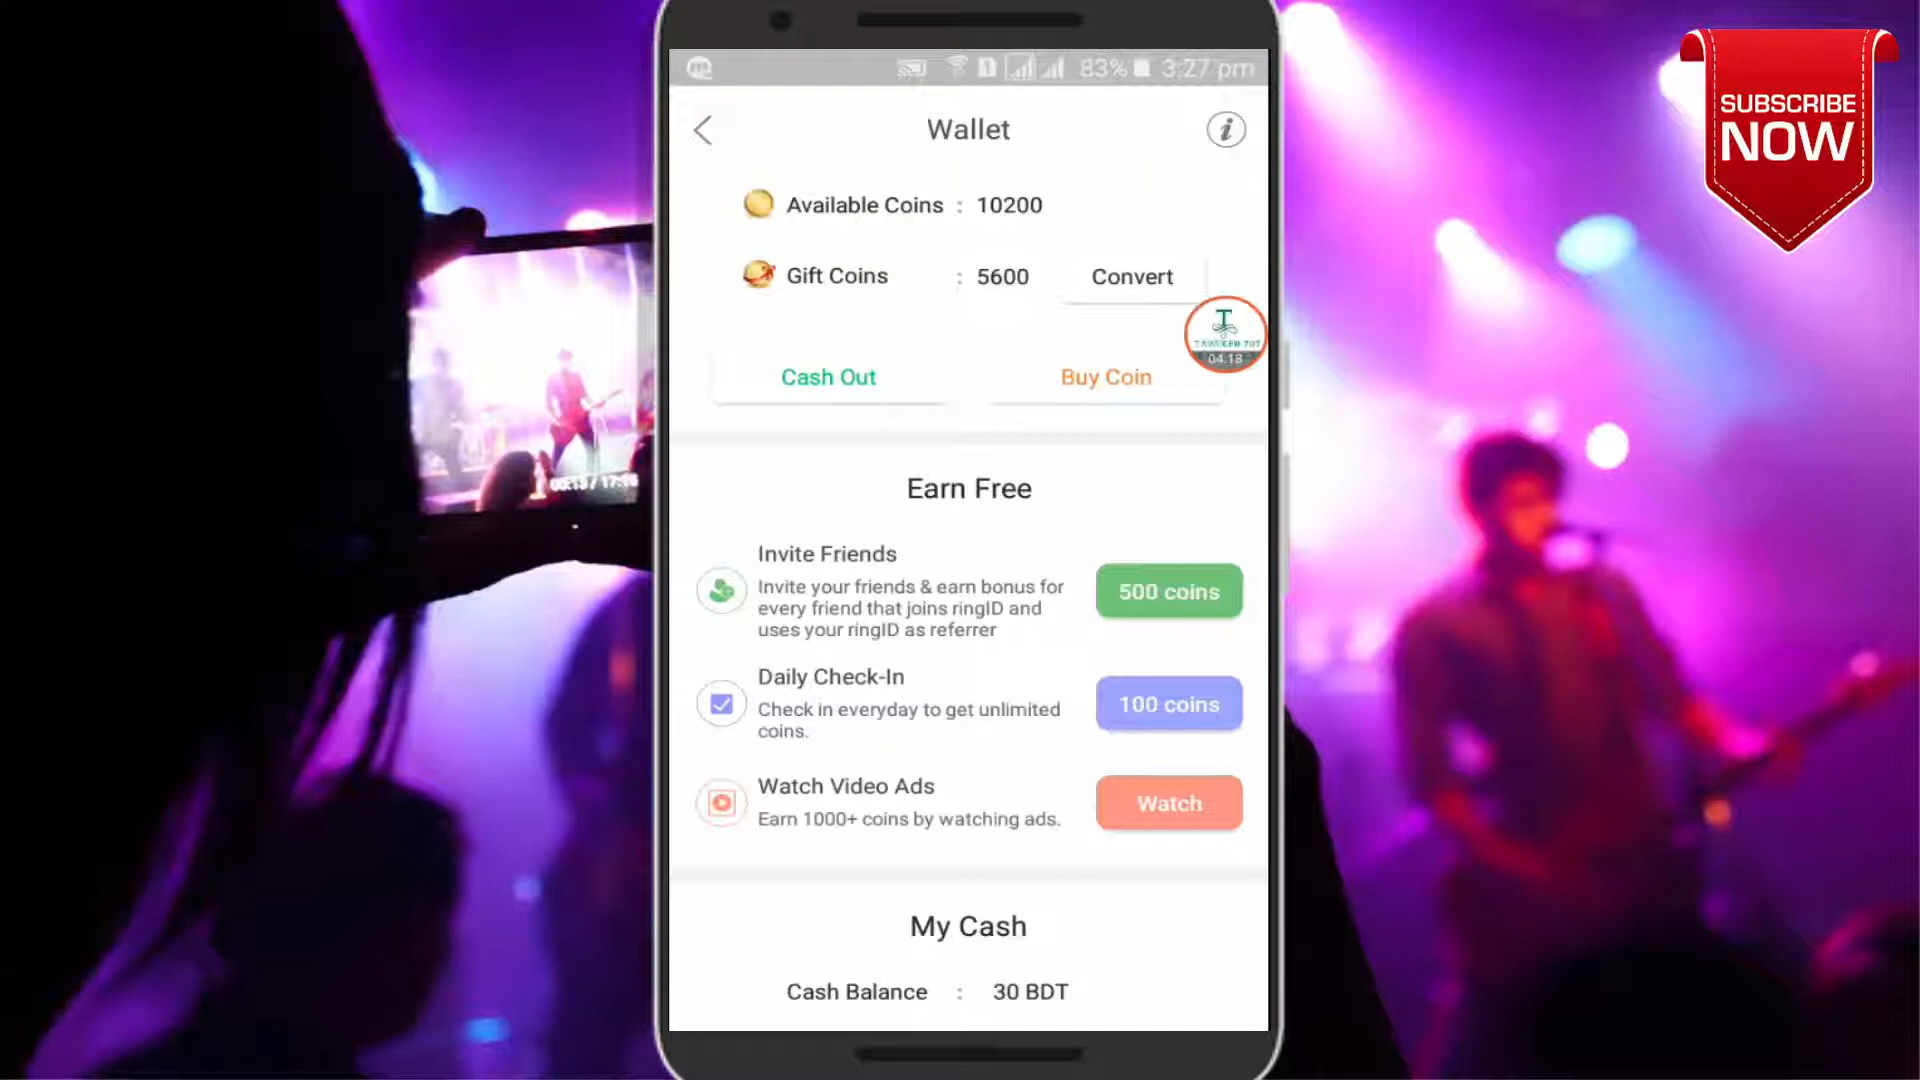 83% 3:27 pm
Wallet
Available Coins : 10200
Gift Coins : 5600 Convert
04:18
Cash Out Buy Coin
Earn Free
Invite Friends
Invite your friends & earn bonus for
every friend that joins ringID and
uses your ringID as referrer
500 coins
Daily Check-In
Check in everyday to get unlimited
coins.
100 coins
Watch Video Ads
Earn 1000+ coins by watching ads.
Watch
My Cash
Cash Balance : 30 BDT
SUBSCRIBE
NOW